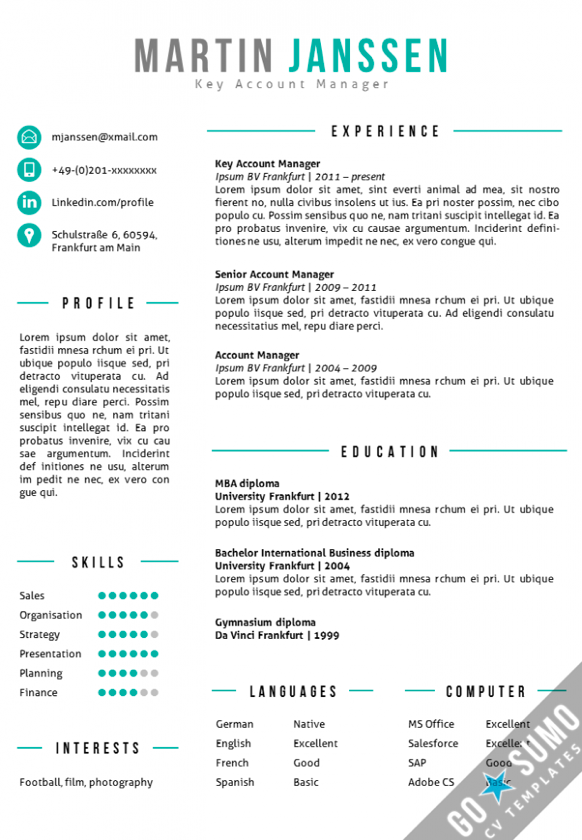 MARTIN JANSSEN
Key Account Manager
mjanssen@xmail.com
+49-(0)201-xxxxxxxx
Linkedin.com/profile
Schulstraße 6, 60594,
Frankfurt am Main
PROFILE
Lorem ipsum dolor sit amet,
fastidii mnesa rchum ei pri. Ut
ubique populo iisque sed, pri
detracto vituperata cu. Ad
eligendi consulatu necessitatis
mel, repu diare perci. Possim
sensibus quo ne, nam tritani
suscipit intellegat id. Ea pro
probatus invenire, vix cu cau
sae argumentum. Inciderint
def initiones ne usu, alterum
im pedit ne nec, ex vero con
gue qui.
SKILLS
Sales
Organisation
Strategy
Presentation
Planning
Finance
INTERESTS
Football, film, photography
EXPERIENCE
Key Account Manager
Ipsum BV Frankfurt | 2011 – present
Lorem ipsum dolor sit amet, sint everti animal ad mea, sit nostro
fierent no, nulla civibus insolens ut ius. Ea pri noster possim, nec cibo
populo cu. Possim sensibus quo ne, nam tritani suscipit intellegat id. Ea
pro probatus invenire, vix cu causae argumentum. Inciderint defini-
tiones ne usu, alterum impedit ne nec, ex vero congue qui.
Senior Account Manager
Ipsum BV Frankfurt | 2009 – 2011
Lorem ipsum dolor sit amet, fastidii mnesa rchum ei pri. Ut ubique
populo iisque sed, pri detracto vituperata cu. Ad eligendi consulatu
necessitatis mel, repu diare perci.
Account Manager
Ipsum BV Frankfurt | 2004 – 2009
Lorem ipsum dolor sit amet, fastidii mnesa rchum ei pri. Ut ubique
populo iisque sed, pri detracto vituperata cu.
EDUCATION
MBA diploma
University Frankfurt | 2012
Lorem ipsum dolor sit amet, fastidii mnesa rchum ei pri. Ut ubique
populo iisque sed, pri detracto vituperata cu.
Bachelor International Business diploma
University Frankfurt | 2004
Lorem ipsum dolor sit amet, fastidii mnesa rchum ei pri. Ut ubique
populo iisque sed, pri detracto vituperata cu.
Gymnasium diploma
Da Vinci Frankfurt | 1999
LANGUAGES
German Native
English Excellent
French Good
Spanish Basic
COMPUTER
MS Office Excellent
Salesforce Excellent
SAP Good
Adobe CS Basic
GO SUMO
CV TEMPLATES